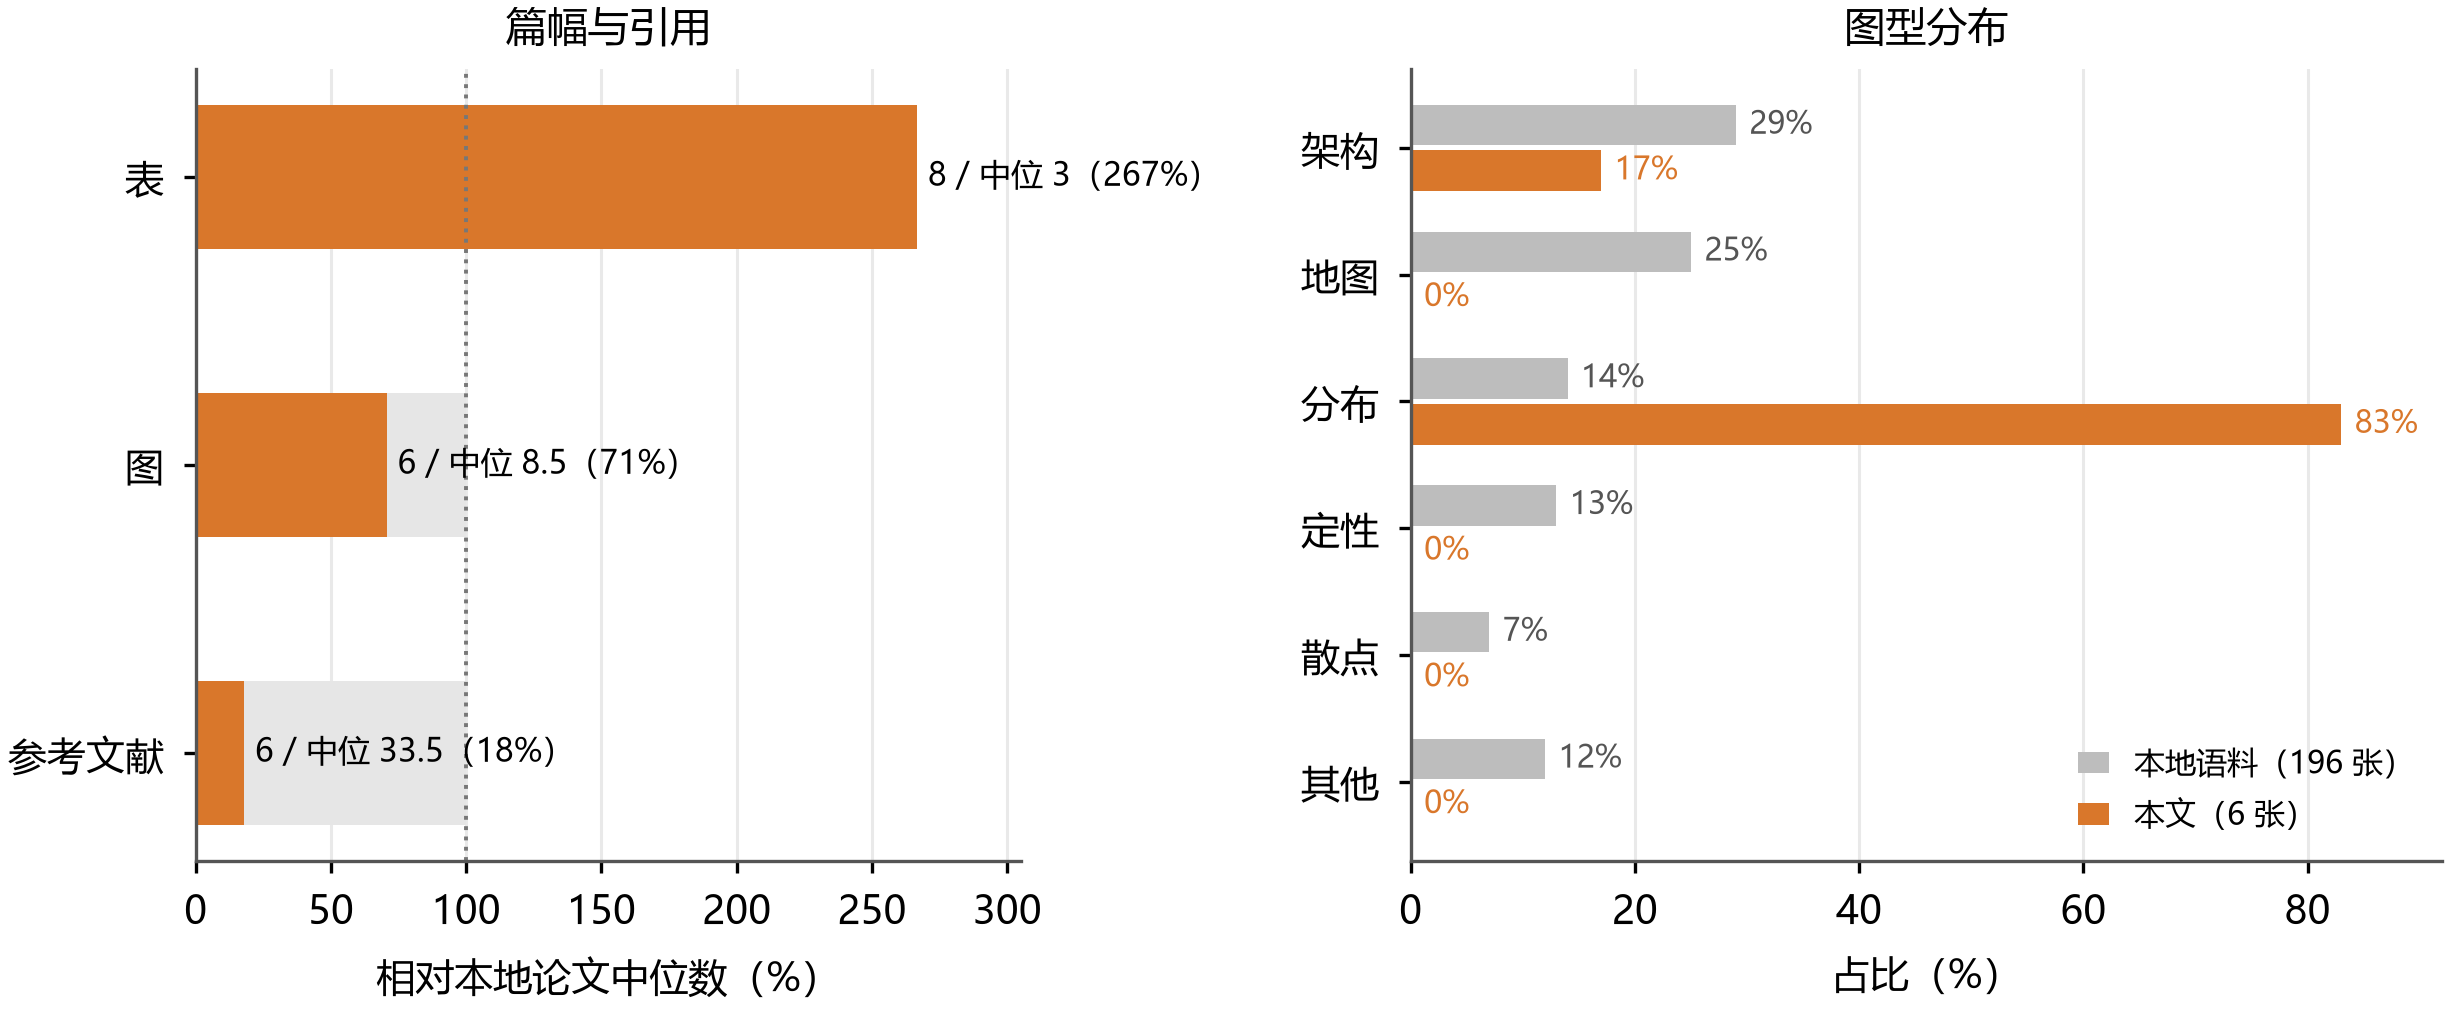 篇幅与引用
表
8 / 中位 3（267%）
图
6 / 中位 8.5（71%）
参考文献
6 / 中位 33.5（18%）
0 50 100 150 200 250 300
相对本地论文中位数（%）
图型分布
架构
29%
17%
地图
25%
0%
分布
14%
83%
定性
13%
0%
散点
7%
0%
其他
12%
0%
本地语料（196 张）
本文（6 张）
0 20 40 60 80
占比（%）